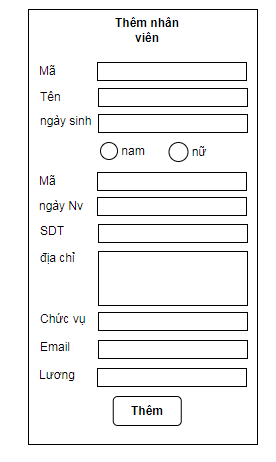 Thêm nhân
viên
Mã
Tên
ngày sinh
nam nữ
Mã
ngày Nv
SDT
địa chỉ
Chức vụ
Email
Lương
Thêm